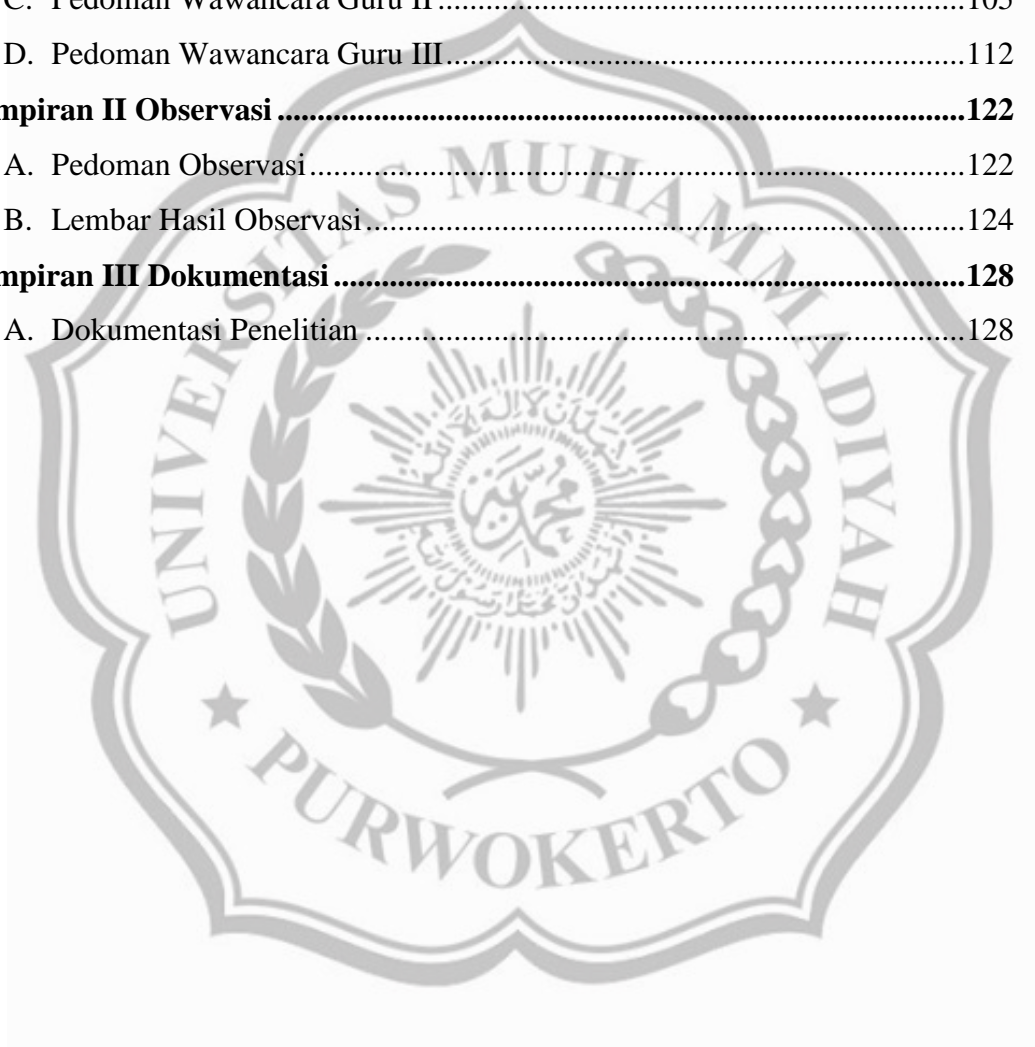 C. Pedoman Wawancara Guru II........................................................................105
D. Pedoman Wawancara Guru III.......................................................................112
mpiran II Observasi ......................................................................................122
A. Pedoman Observasi........................................................................................122
B. Lembar Hasil Observasi.................................................................................124
mpiran III Dokumentasi ...............................................................................128
A. Dokumentasi Penelitian .................................................................................128
UNIVERSITAS MUHAMMADIYAH
PURWOKERTO